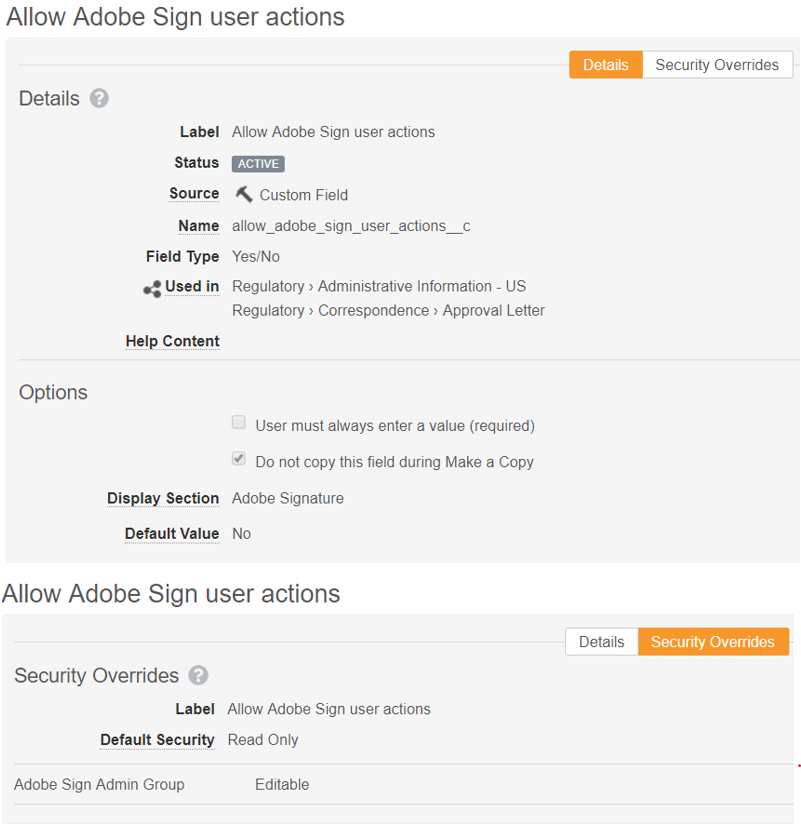 Allow Adobe Sign user actions
Details Security Overrides
Details ?
Label Allow Adobe Sign user actions
Status ACTIVE
Source Custom Field
Name allow_adobe_sign_user_actions__c
Field Type Yes/No
Used in Regulatory › Administrative Information - US
Regulatory › Correspondence › Approval Letter
Help Content
Options
User must always enter a value (required)
Do not copy this field during Make a Copy
Display Section Adobe Signature
Default Value No
Allow Adobe Sign user actions
Details Security Overrides
Security Overrides ?
Label Allow Adobe Sign user actions
Default Security Read Only
Adobe Sign Admin Group Editable